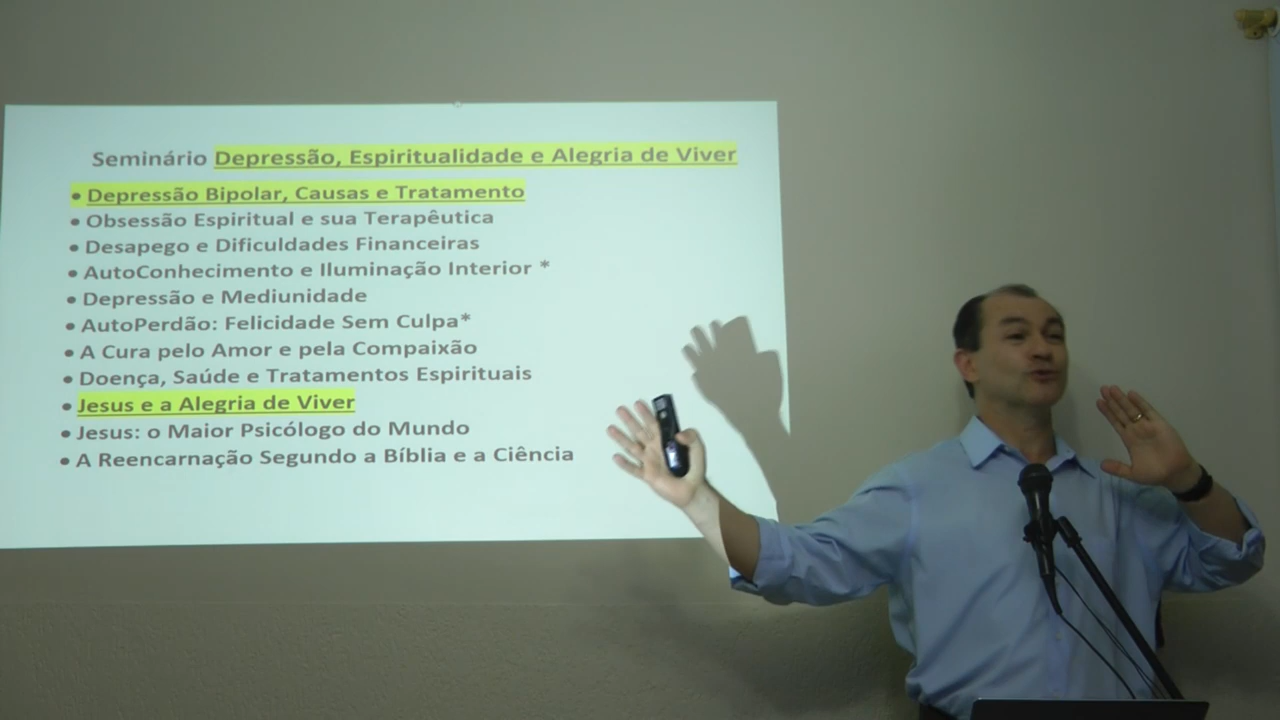 Seminário Depressão, Espiritualidade e Alegria de Viver
• Depressão Bipolar, Causas e Tratamento
• Obsessão Espiritual e sua Terapêutica
• Desapego e Dificuldades Financeiras
• AutoConhecimento e Iluminação Interior *
• Depressão e Mediunidade
• AutoPerdão: Felicidade Sem Culpa*
• A Cura pelo Amor e pela Compaixão
• Doença, Saúde e Tratamentos Espirituais
• Jesus e a Alegria de Viver
• Jesus: o Maior Psicólogo do Mundo
• A Reencarnação Segundo a Bíblia e a Ciência